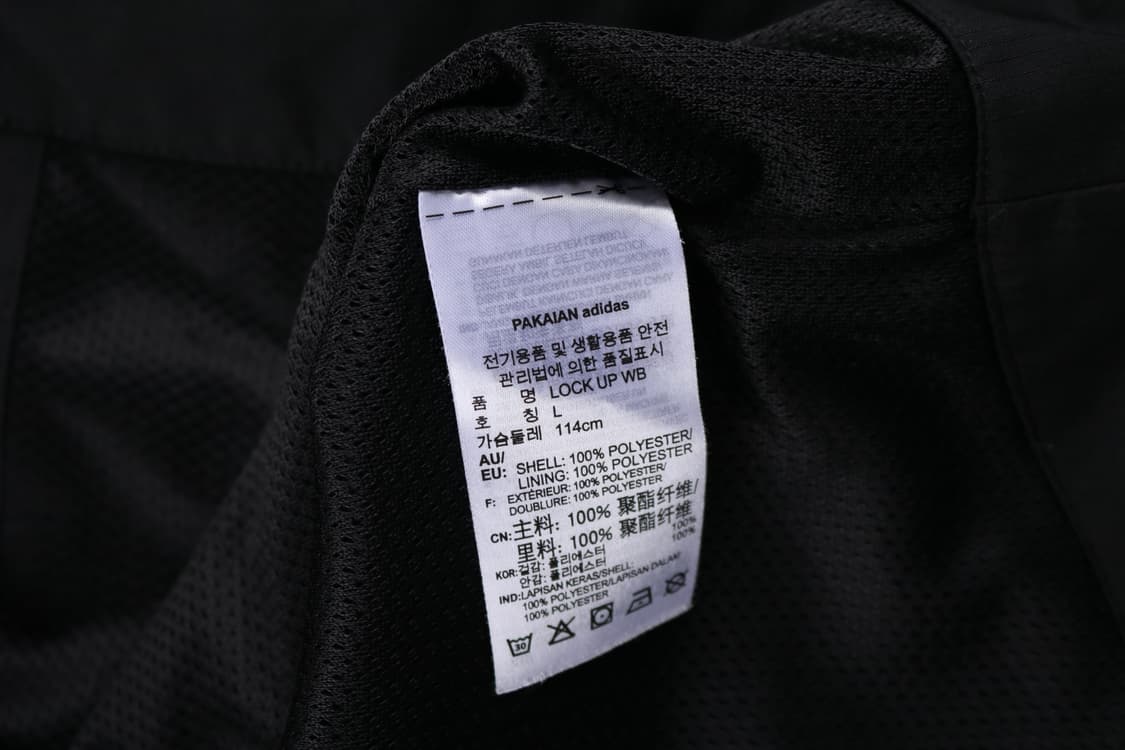 PAKAIAN adidas
전기용품 및 생활용품 안전
관리법에 의한 품질표시
품 명 LOCK UP WB
호 칭 L
가슴둘레 114cm
AU/
EU: SHELL: 100% POLYESTER/
LINING: 100% POLYESTER
F: EXTÉRIEUR: 100% POLYESTER/
DOUBLURE: 100% POLYESTER
CN: 主料: 100% 聚酯纤维/
里料: 100% 聚酯纤维
KOR: 겉감: 폴리에스터 100%
안감: 폴리에스터 100%
IND: LAPISAN KERAS/SHELL:
100% POLYESTER/LAPISAN DALAM/
100% POLYESTER
30